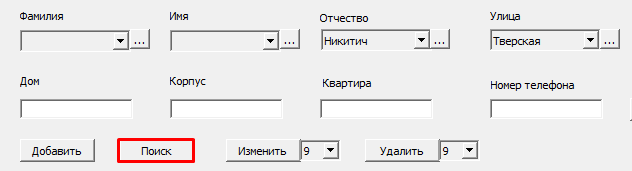 Фамилия Имя Отчество Улица
... ... Никитич ... Тверская ...
Дом Корпус Квартира Номер телефона
Добавить Поиск Изменить 9 Удалить 9